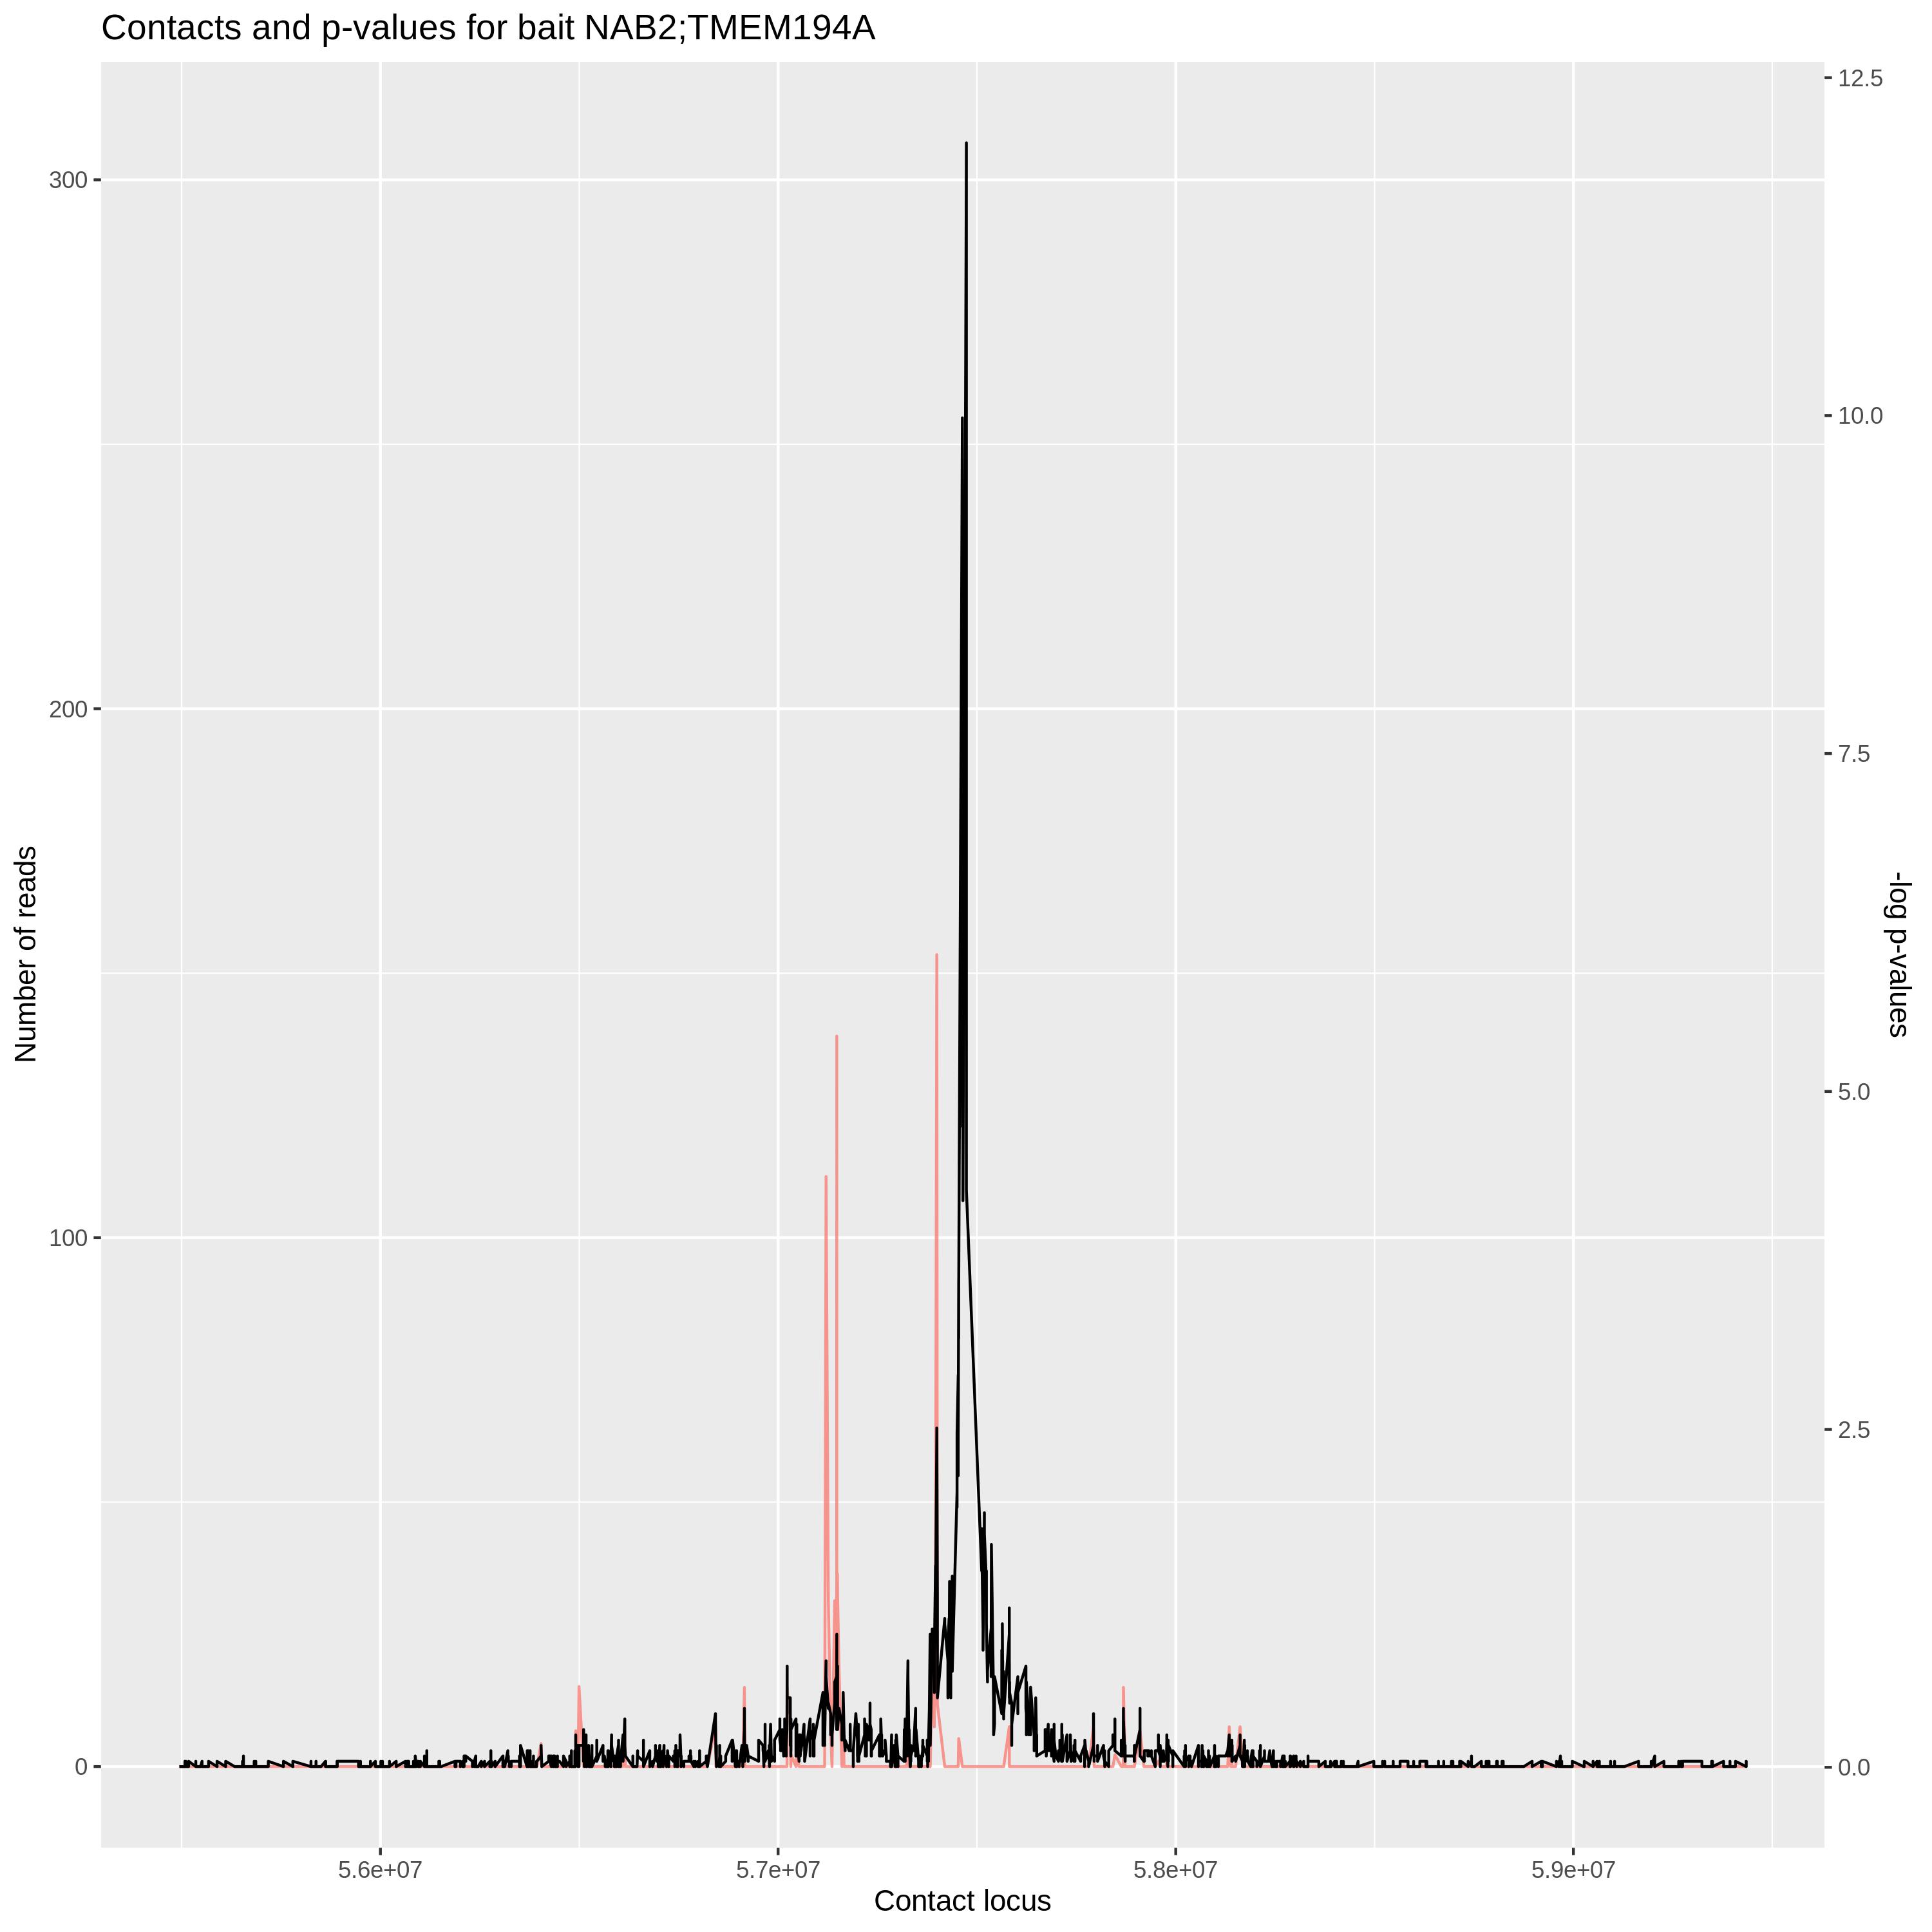 Contacts and p-values for bait NAB2;TMEM194A
12.5
300
10.0
200
7.5
Number of reads
-log p-values
5.0
100
2.5
0
0.0
5.6e+07
5.7e+07
5.8e+07
5.9e+07
Contact locus